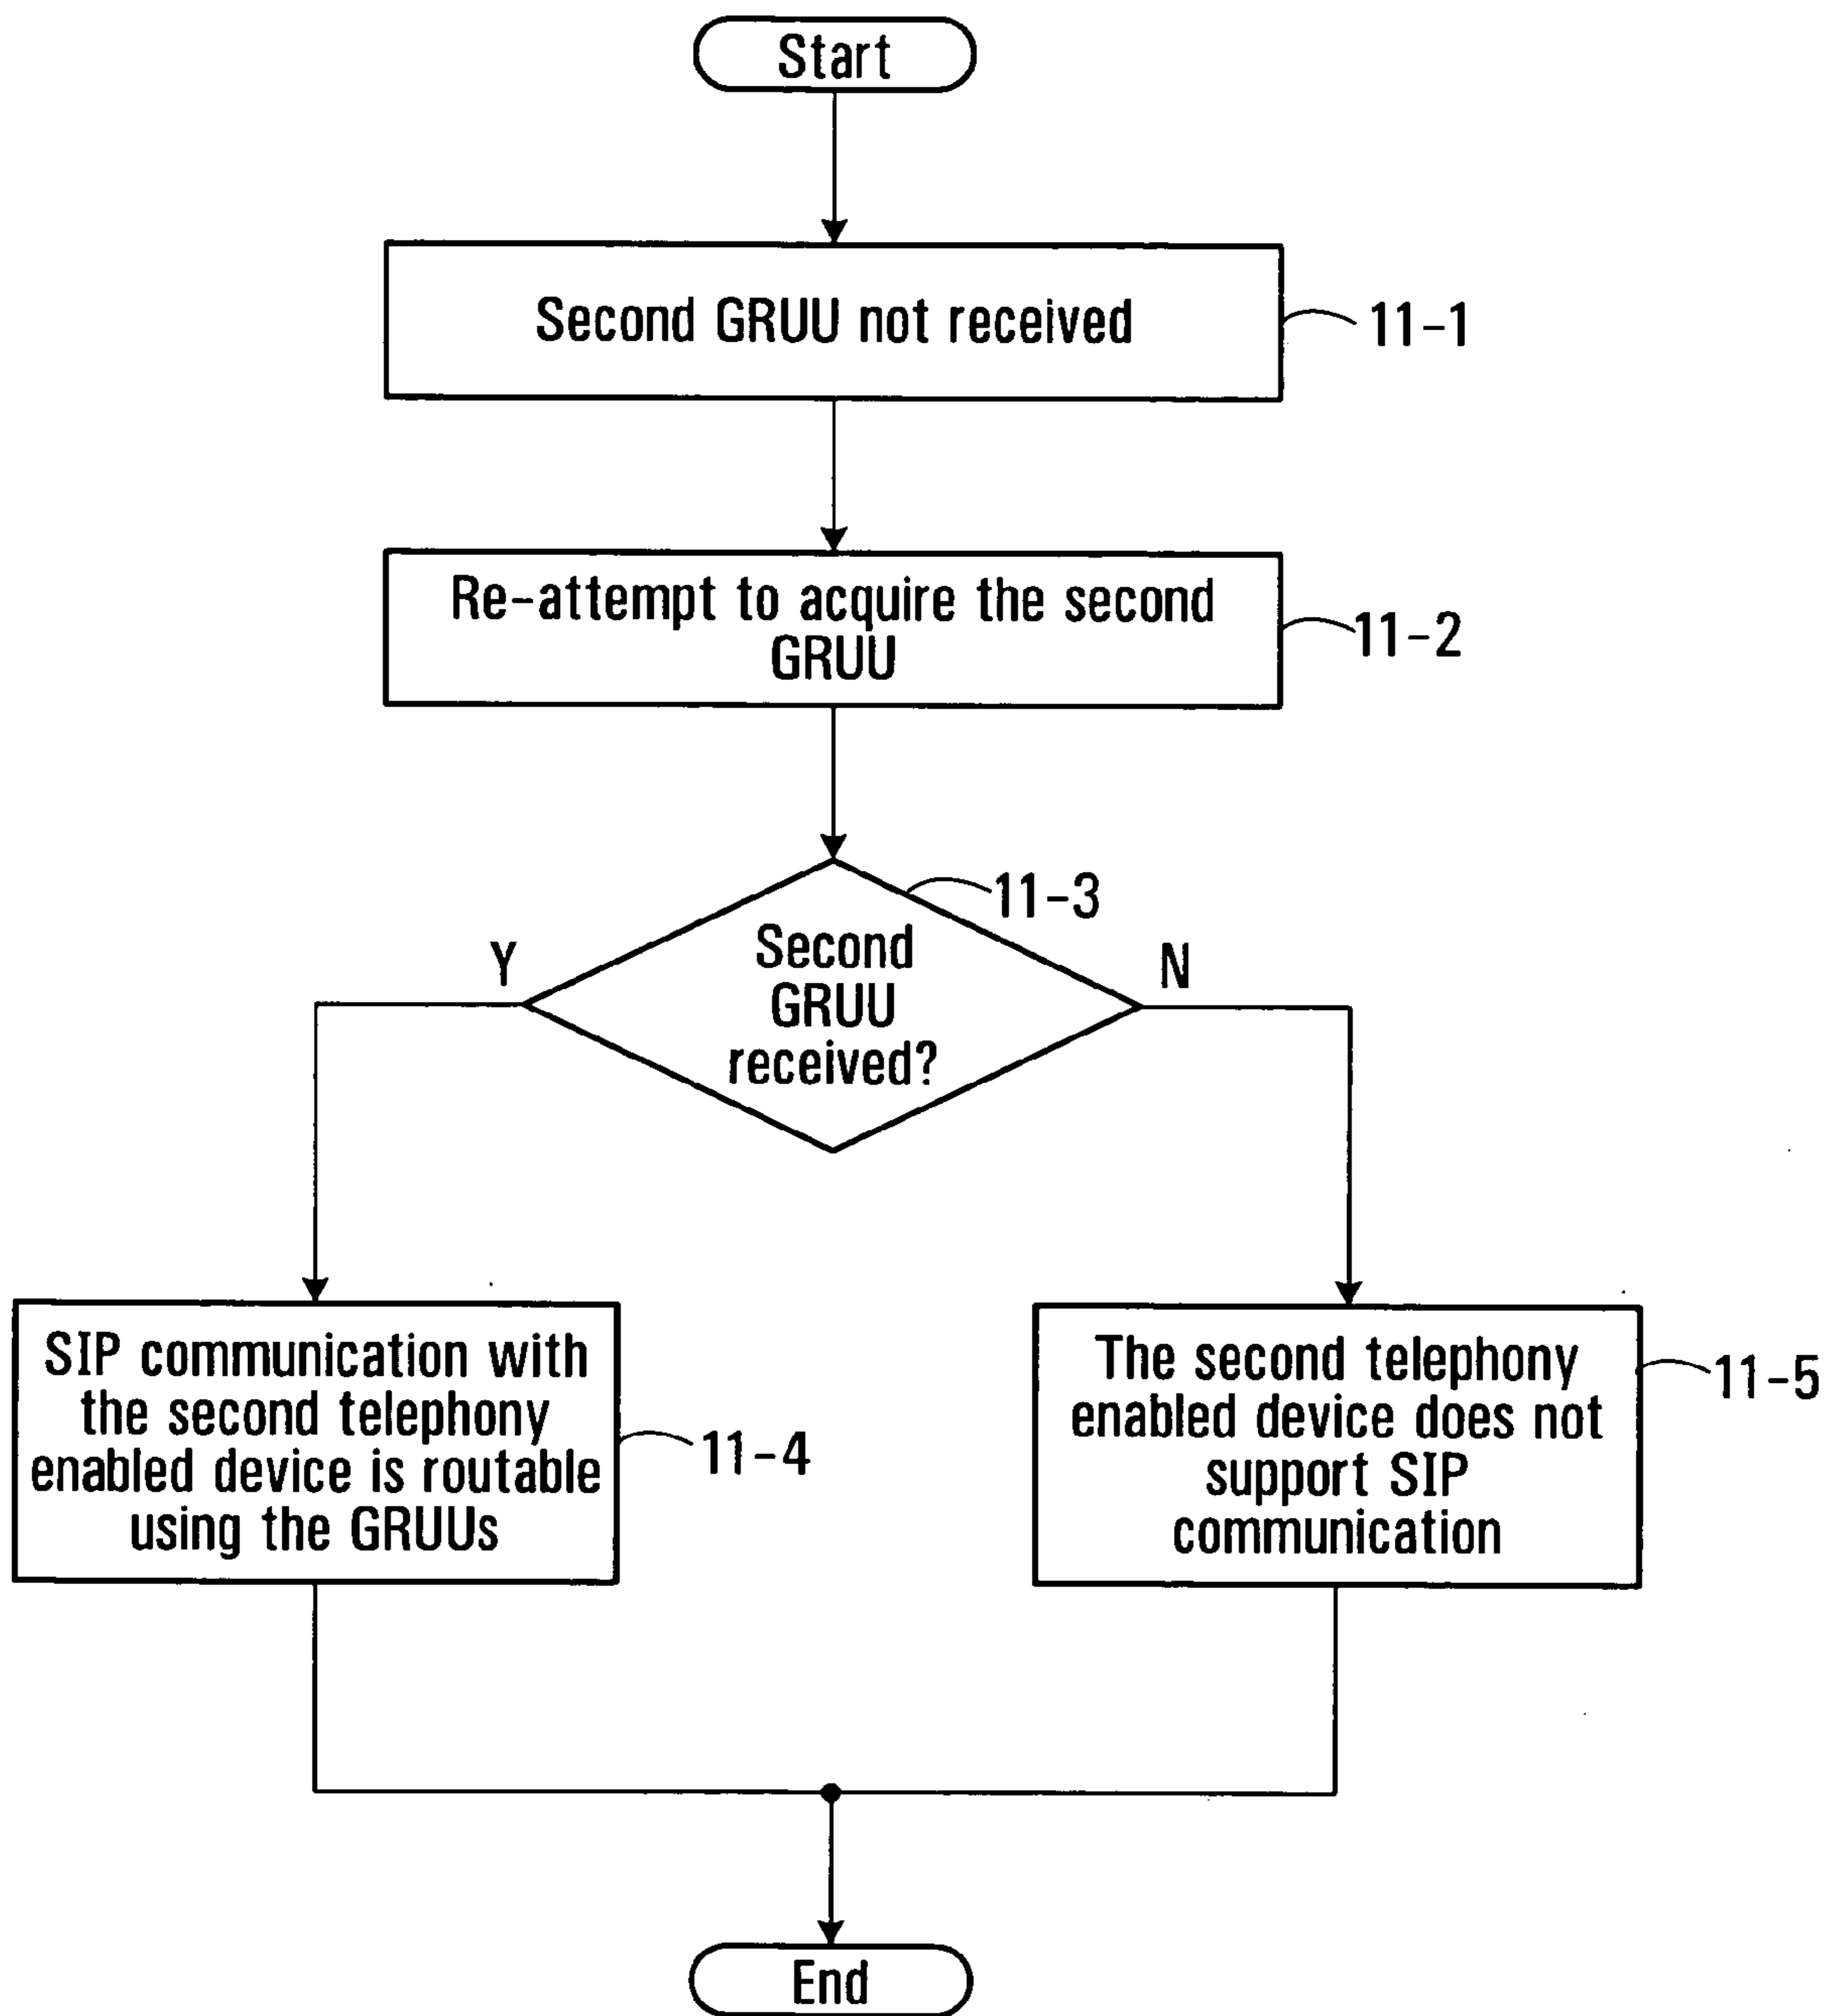 Start
Second GRUU not received
11-1
Re-attempt to acquire the second
GRUU
11-2
11-3
Second
GRUU
received?
Y
N
SIP communication with
the second telephony
enabled device is routable
using the GRUUs
11-4
The second telephony
enabled device does not
support SIP
communication
11-5
End